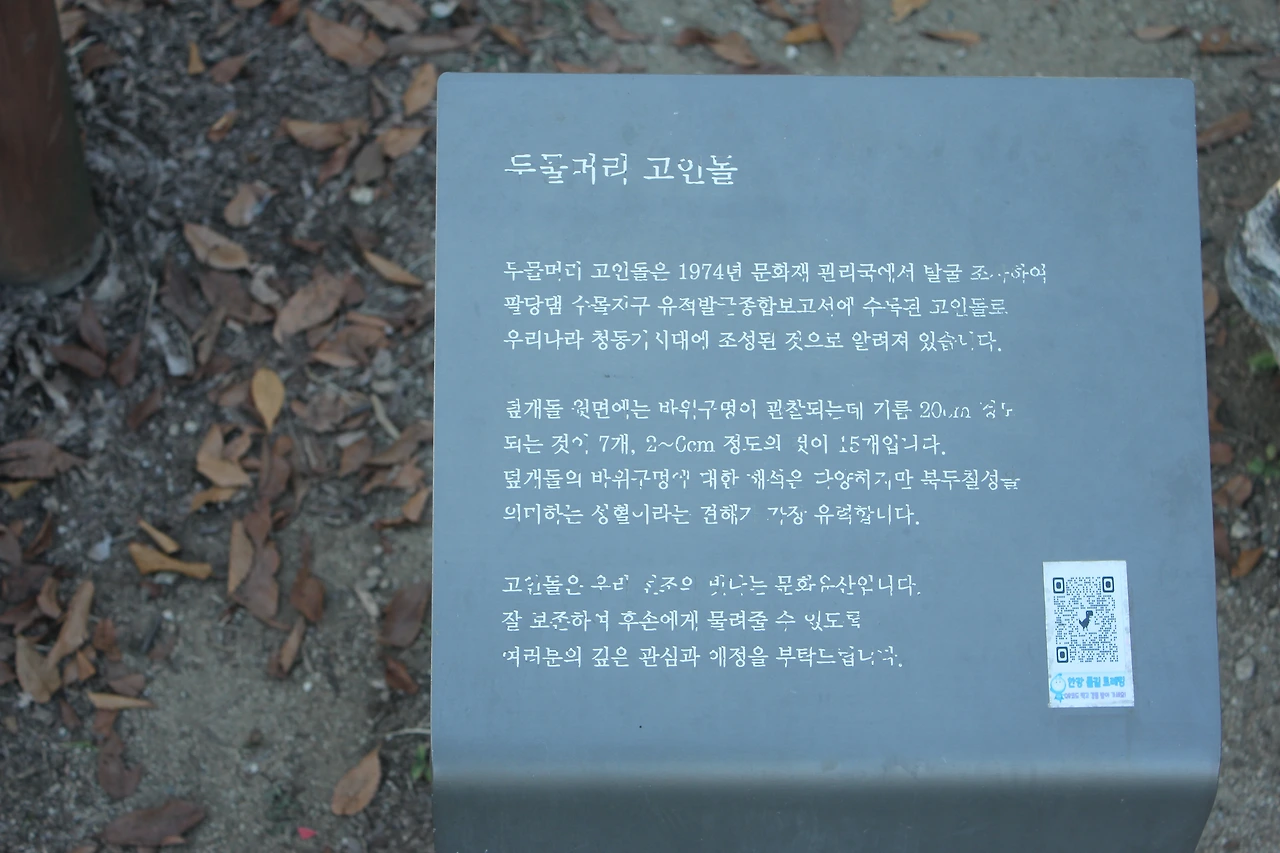 두물머리 고인돌
두물머리 고인돌은 1974년 문화재 관리국에서 발굴 조사하여
팔당댐 수몰지구 유적발굴종합보고서에 수록된 고인돌로
우리나라 청동기시대에 조성된 것으로 알려져 있습니다.
덮개돌 윗면에는 바위구멍이 관찰되는데 지름 20cm 정도
되는 것이 7개, 정도의 것이 15개입니다.
덮개돌의 바위구멍에 대한 해석은 다양하지만 북두칠성을
의미하는 성혈이라는 견해가 가장 유력합니다.
고인돌은 우리 선조의 빛나는 문화유산입니다.
잘 보존하여 후손에게 물려줄 수 있도록
여러분의 깊은 관심과 애정을 부탁드립니다.
한강 물길